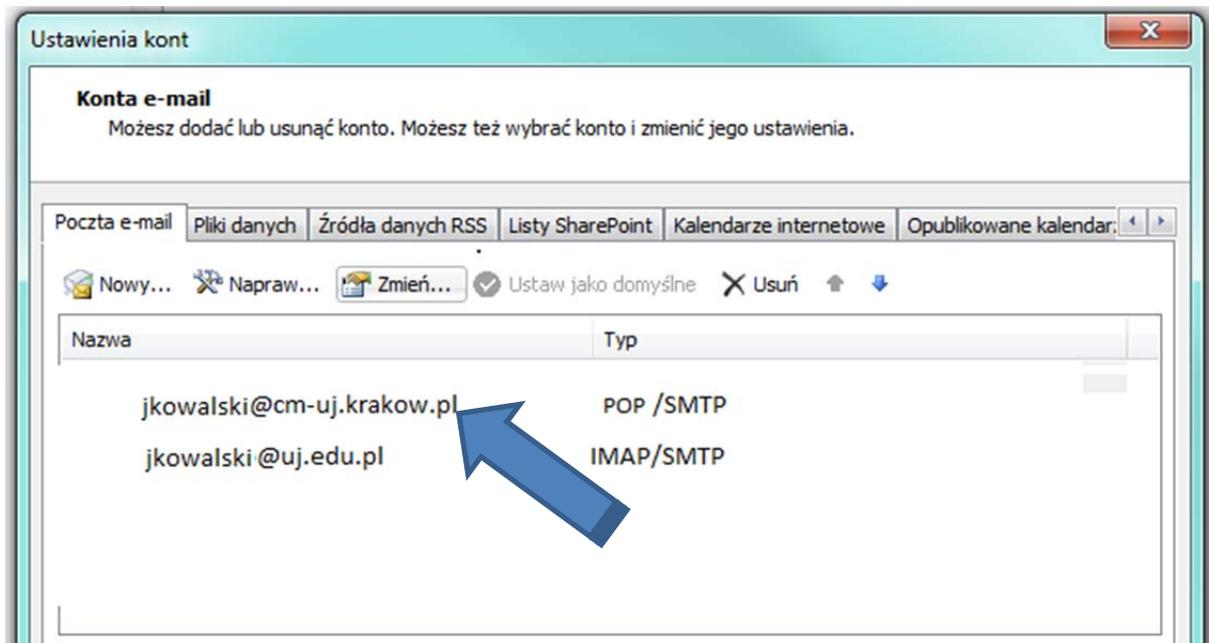 Ustawienia kont
Konta e-mail
Możesz dodać lub usunąć konto. Możesz też wybrać konto i zmienić jego ustawienia.
Poczta e-mail Pliki danych Źródła danych RSS Listy SharePoint Kalendarze internetowe Opublikowane kalendar
Nowy... Napraw... Zmień... Ustaw jako domyślne Usuń
Nazwa Typ
jkowalski@cm-uj.krakow.pl POP /SMTP
jkowalski@uj.edu.pl IMAP/SMTP